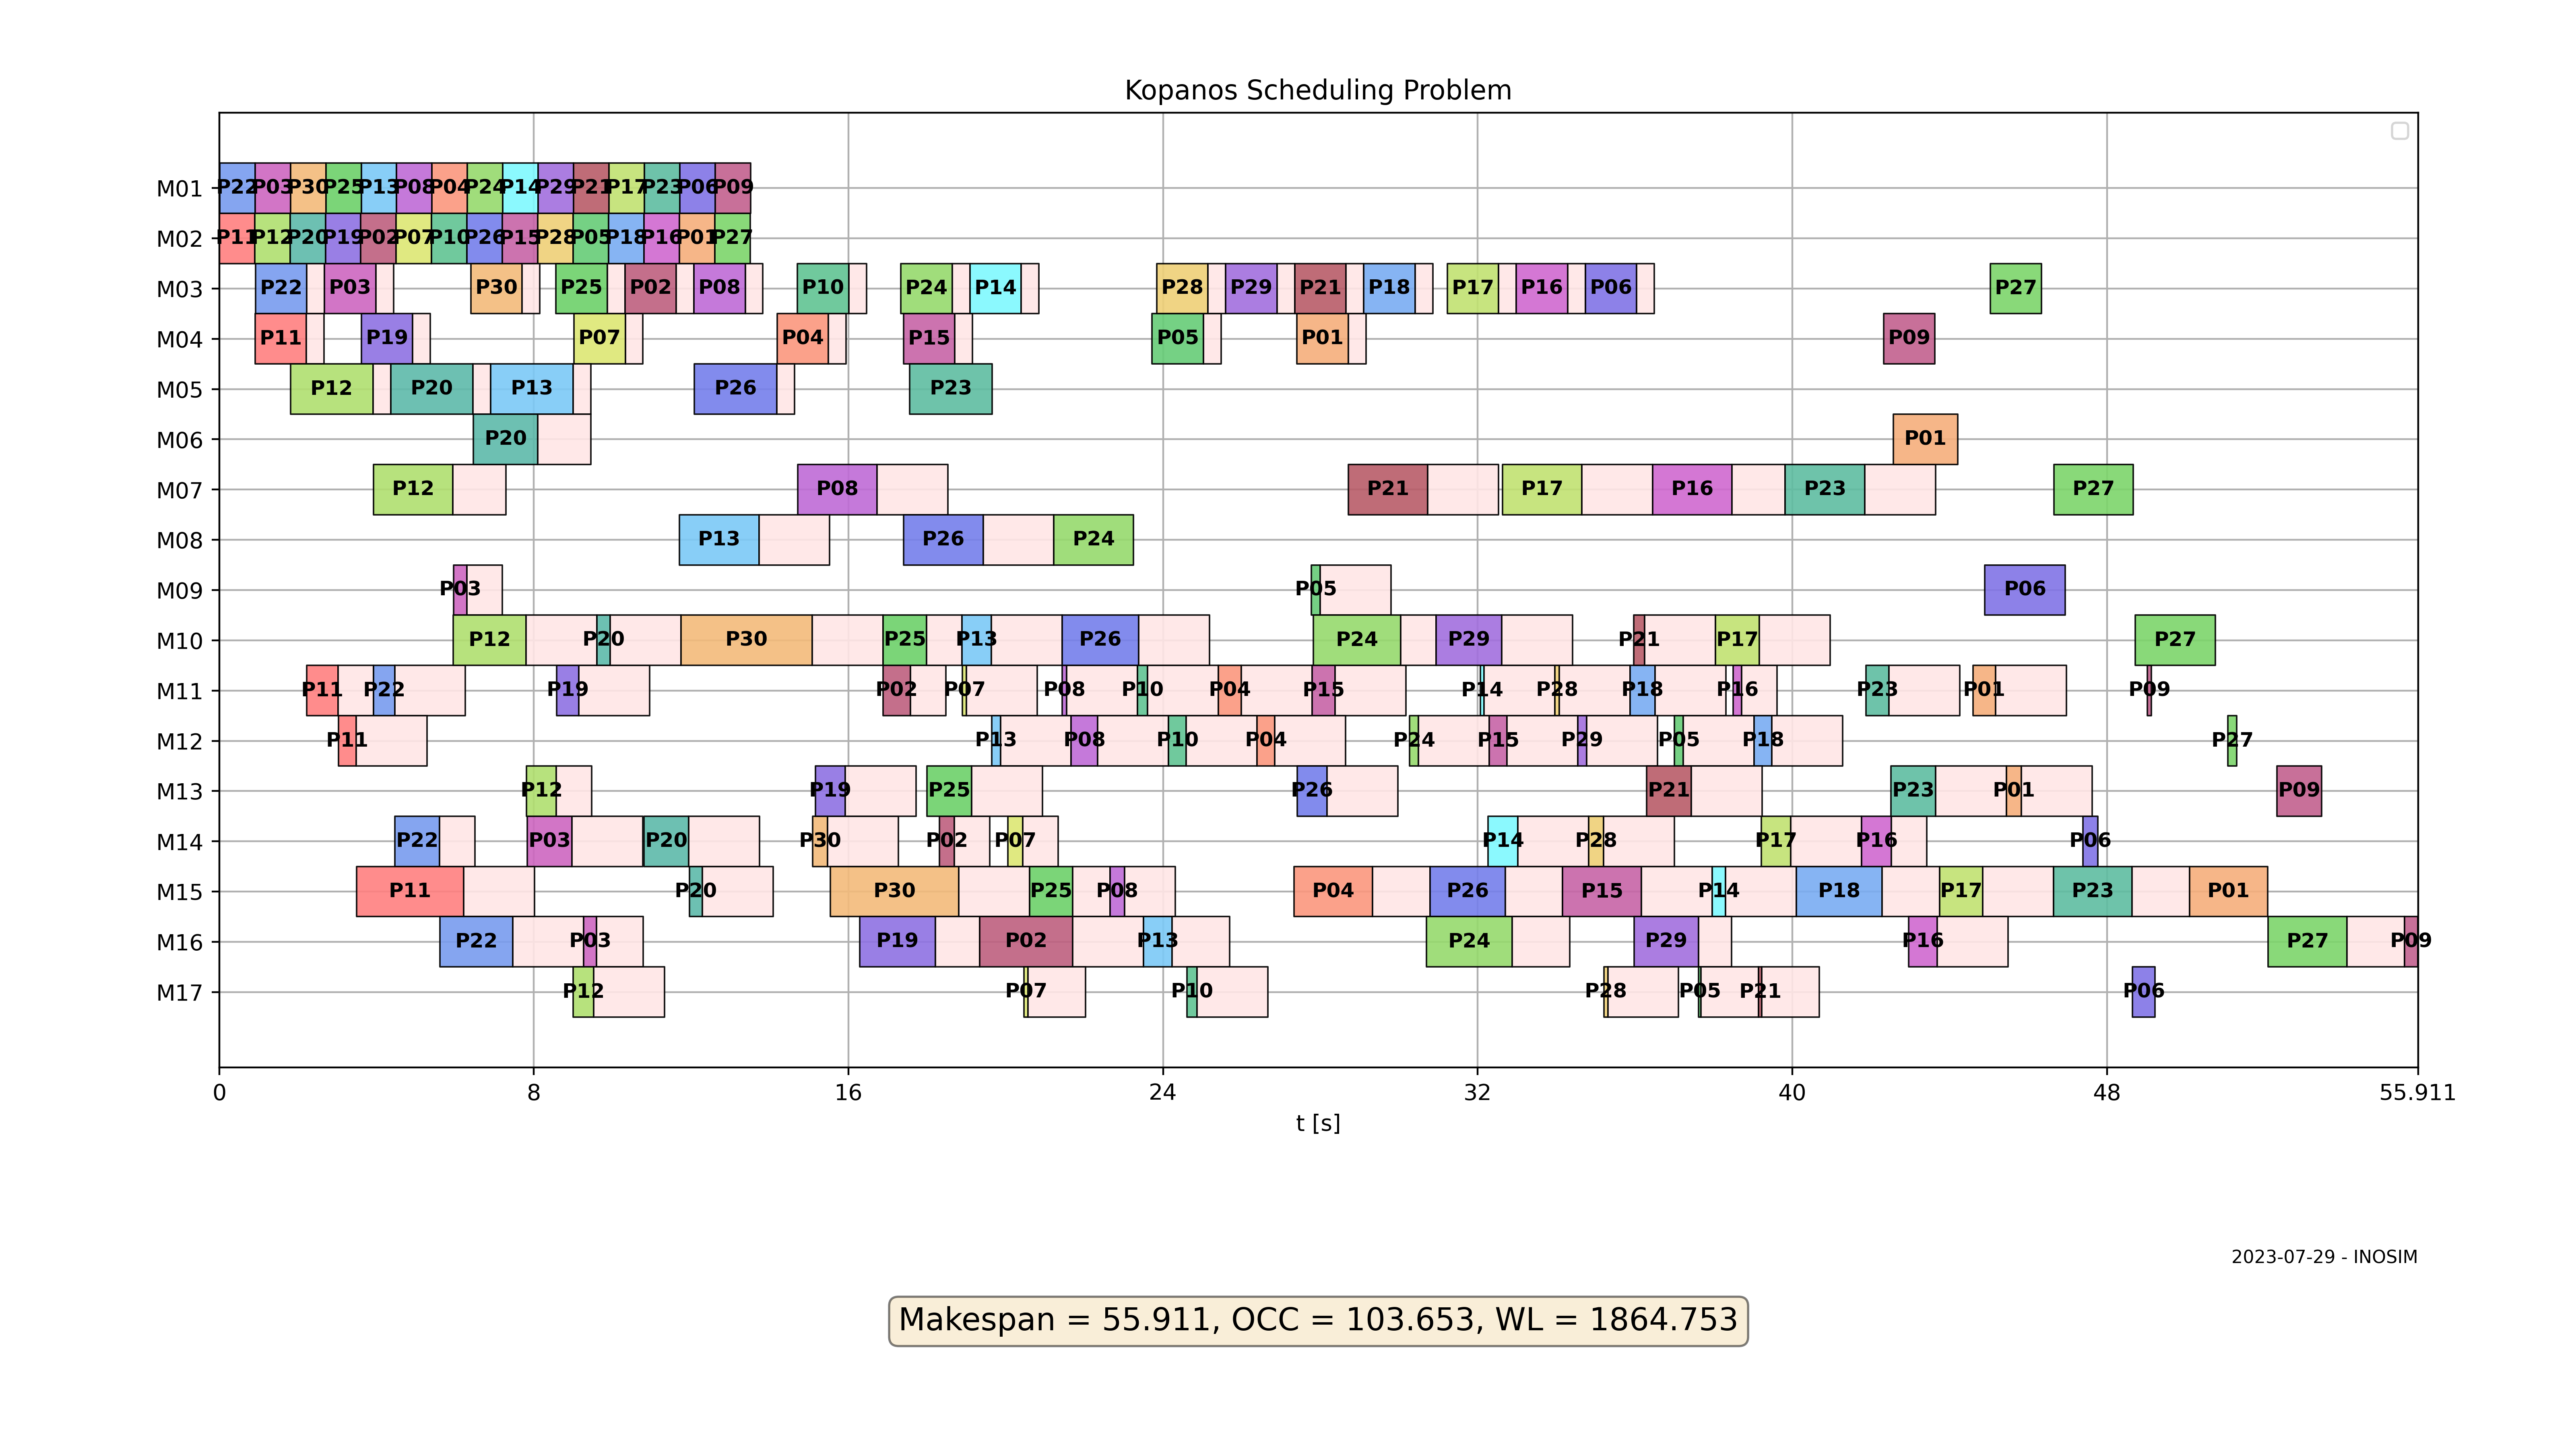 Kopanos Scheduling Problem
M01 P22 P03 P30 P25 P13 P08 P04 P24 P14 P29 P21 P17 P23 P06 P09
M02 P11 P12 P20 P19 P02 P07 P10 P26 P15 P28 P05 P18 P16 P01 P27
M03 P22 P03 P30 P25 P02 P08 P10 P24 P14 P28 P29 P21 P18 P17 P16 P06 P27
M04 P11 P19 P07 P04 P15 P05 P01 P09
M05 P12 P20 P13 P26 P23
M06 P20 P01
M07 P12 P08 P21 P17 P16 P23 P27
M08 P13 P26 P24
M09 P03 P05 P06
M10 P12 P20 P30 P25 P13 P26 P24 P29 P21 P17 P27
M11 P11 P22 P19 P02 P07 P08 P10 P04 P15 P14 P28 P18 P16 P23 P01 P09
M12 P11 P13 P08 P10 P04 P24 P15 P29 P05 P18 P27
M13 P12 P19 P25 P26 P21 P23 P01 P09
M14 P22 P03 P20 P30 P02 P07 P14 P28 P17 P16 P06
M15 P11 P20 P30 P25 P08 P04 P26 P15 P14 P18 P17 P23 P01
M16 P22 P03 P19 P02 P13 P24 P29 P16 P27 P09
M17 P12 P07 P10 P28 P05 P21 P06
0 8 16 24 32 40 48 55.911
t [s]
2023-07-29 - INOSIM
Makespan = 55.911, OCC = 103.653, WL = 1864.753